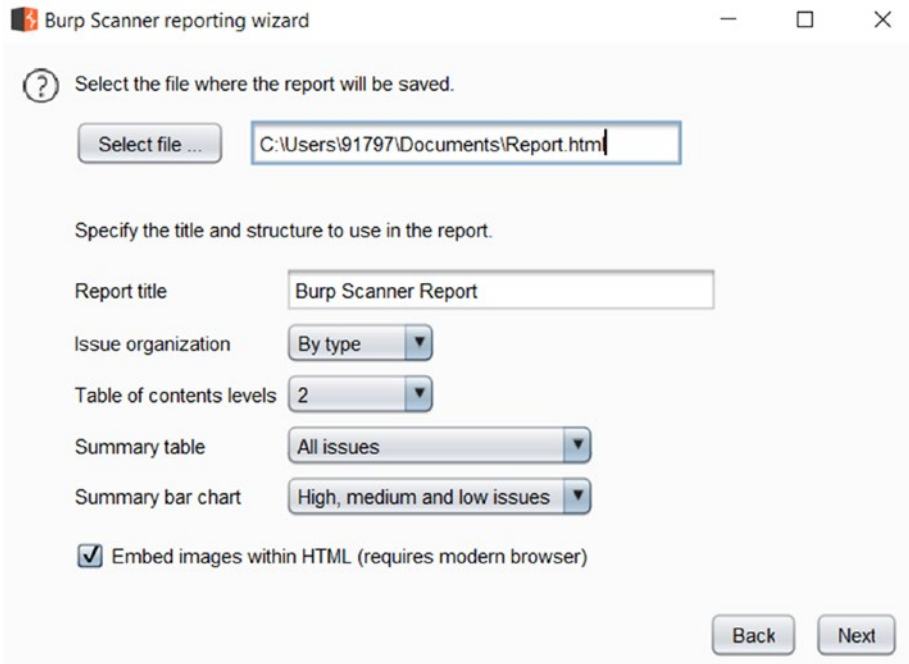 Burp Scanner reporting wizard
Select the file where the report will be saved.
Select file ... C:\Users\91797\Documents\Report.html
Specify the title and structure to use in the report.
Report title Burp Scanner Report
Issue organization By type
Table of contents levels 2
Summary table All issues
Summary bar chart High, medium and low issues
Embed images within HTML (requires modern browser)
Back Next